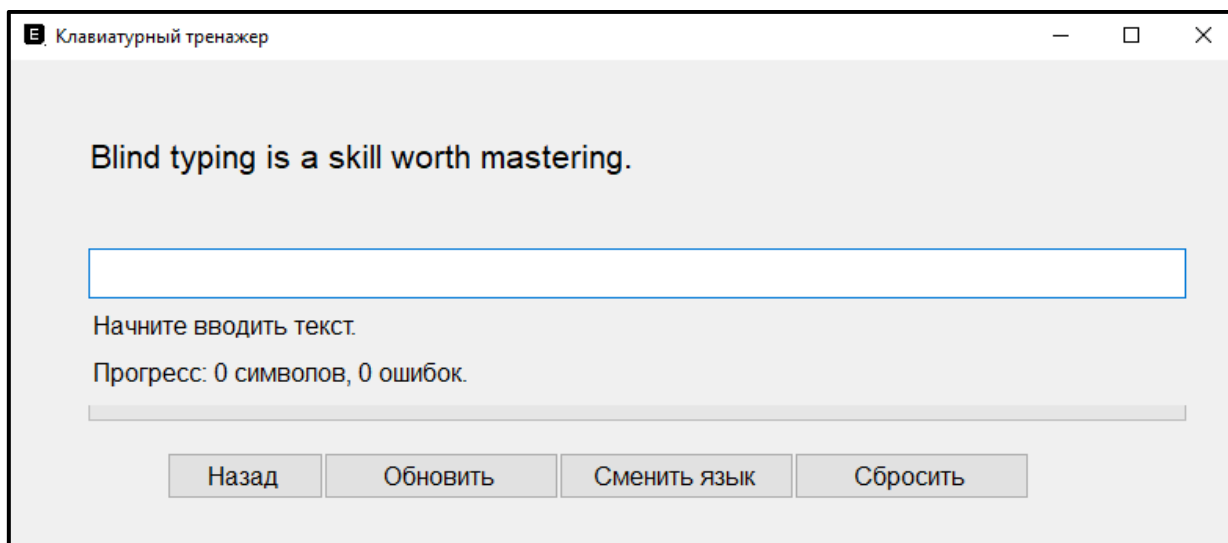 E Клавиатурный тренажер
Blind typing is a skill worth mastering.
Начните вводить текст.
Прогресс: 0 символов, 0 ошибок.
Назад Обновить Сменить язык Сбросить